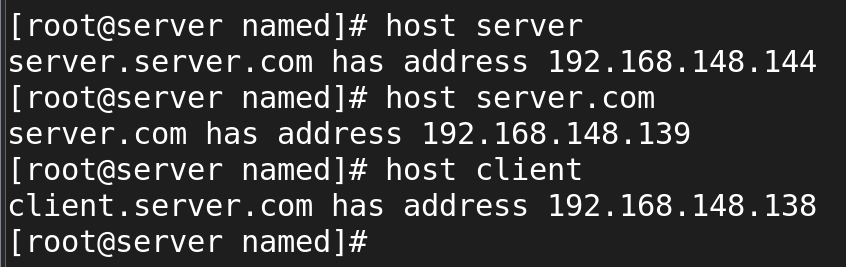 [root@server named]# host server
server.server.com has address 192.168.148.144
[root@server named]# host server.com
server.com has address 192.168.148.139
[root@server named]# host client
client.server.com has address 192.168.148.138
[root@server named]#